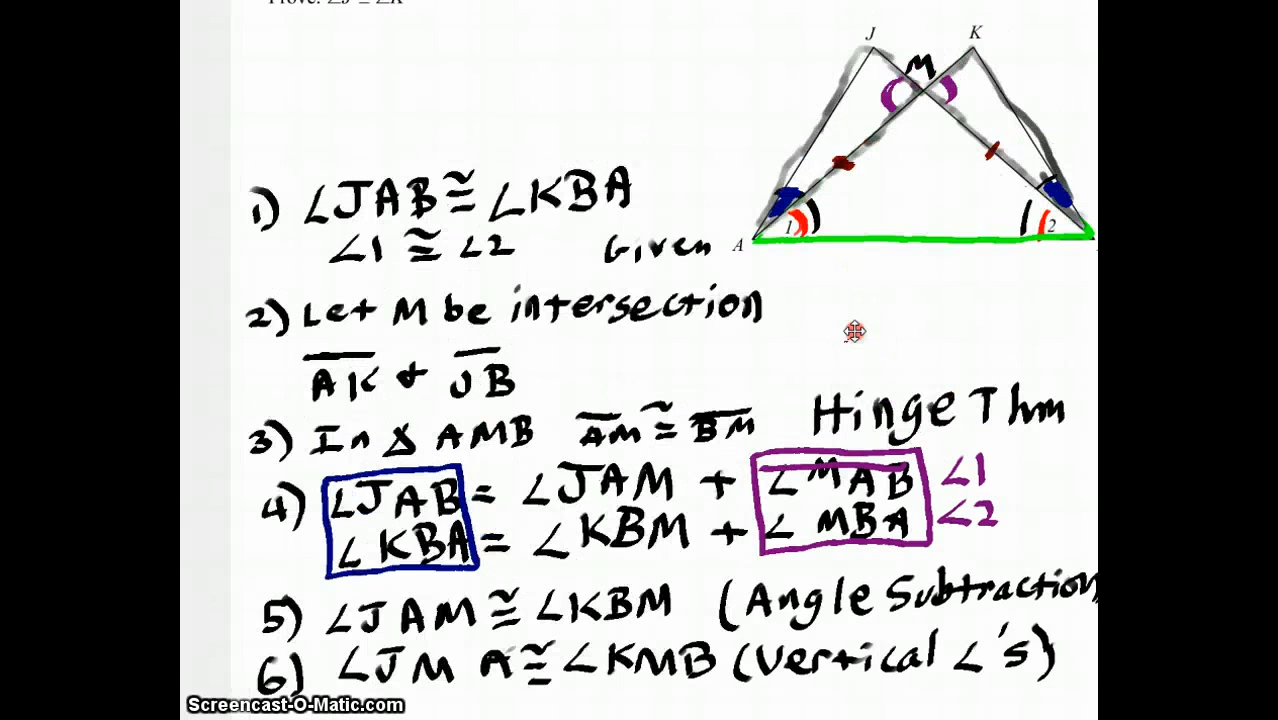 J K
M
1) ∠JAB ≅ ∠KBA
∠1 ≅ ∠2 Given
A 1 2
2) Let M be intersection
AK & JB
3) In Δ AMB AM ≅ BM Hinge Thm
4) ∠JAB = ∠JAM + ∠MAB ∠1
∠KBA = ∠KBM + ∠MBA ∠2
5) ∠JAM ≅ ∠KBM (Angle Subtraction
6) ∠JMA ≅ ∠KMB (Vertical ∠'s)
Screencast-O-Matic.com